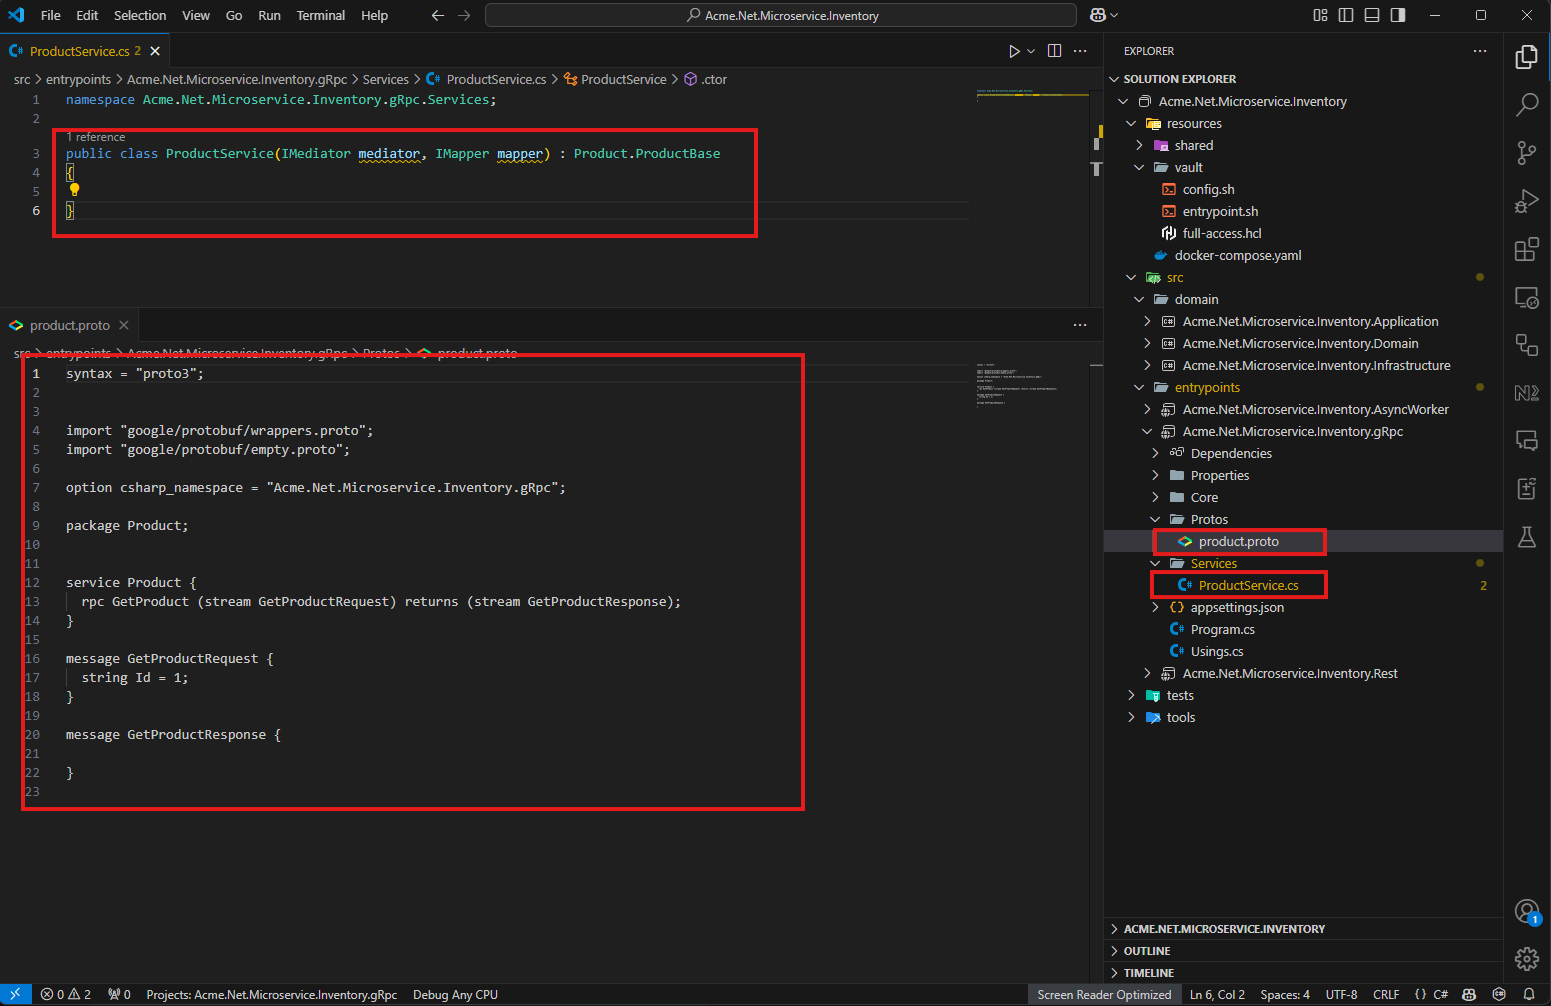 File Edit Selection View Go Run Terminal Help
Acme.Net.Microservice.Inventory
ProductService.cs 2
src > entrypoints > Acme.Net.Microservice.Inventory.gRpc > Services > C# ProductService.cs > ProductService > .ctor
1 namespace Acme.Net.Microservice.Inventory.gRpc.Services;
2
1 reference
3 public class ProductService(IMediator mediator, IMapper mapper) : Product.ProductBase
4 {
5
6 }
product.proto
src > entrypoints > Acme.Net.Microservice.Inventory.gRpc > Protos > product.proto
1 syntax = "proto3";
2
3
4 import "google/protobuf/wrappers.proto";
5 import "google/protobuf/empty.proto";
6
7 option csharp_namespace = "Acme.Net.Microservice.Inventory.gRpc";
8
9 package Product;
10
11
12 service Product {
13 rpc GetProduct (stream GetProductRequest) returns (stream GetProductResponse);
14 }
15
16 message GetProductRequest {
17 string Id = 1;
18 }
19
20 message GetProductResponse {
21
22 }
23
EXPLORER
SOLUTION EXPLORER
Acme.Net.Microservice.Inventory
resources
shared
vault
config.sh
entrypoint.sh
full-access.hcl
docker-compose.yaml
src
domain
Acme.Net.Microservice.Inventory.Application
Acme.Net.Microservice.Inventory.Domain
Acme.Net.Microservice.Inventory.Infrastructure
entrypoints
Acme.Net.Microservice.Inventory.AsyncWorker
Acme.Net.Microservice.Inventory.gRpc
Dependencies
Properties
Core
Protos
product.proto
Services
C# ProductService.cs 2
{} appsettings.json
C# Program.cs
C# Usings.cs
Acme.Net.Microservice.Inventory.Rest
tests
tools
ACME.NET.MICROSERVICE.INVENTORY
OUTLINE
TIMELINE
1
0 2 0 Projects: Acme.Net.Microservice.Inventory.gRpc Debug Any CPU
Screen Reader Optimized Ln 6, Col 2 Spaces: 4 UTF-8 CRLF {} C#